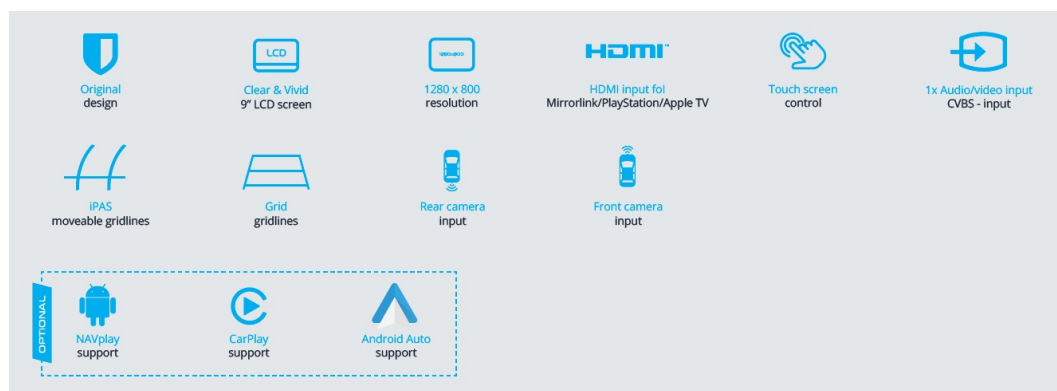 LCD
1280x800
HDMI™
Original
design
Clear & Vivid
9" LCD screen
1280 x 800
resolution
HDMI input fol
Mirrorlink/PlayStation/Apple TV
Touch screen
control
1x Audio/video input
CVBS - input
iPAS
moveable gridlines
Grid
gridlines
Rear camera
input
Front camera
input
OPTIONAL
NAVplay
support
CarPlay
support
Android Auto
support